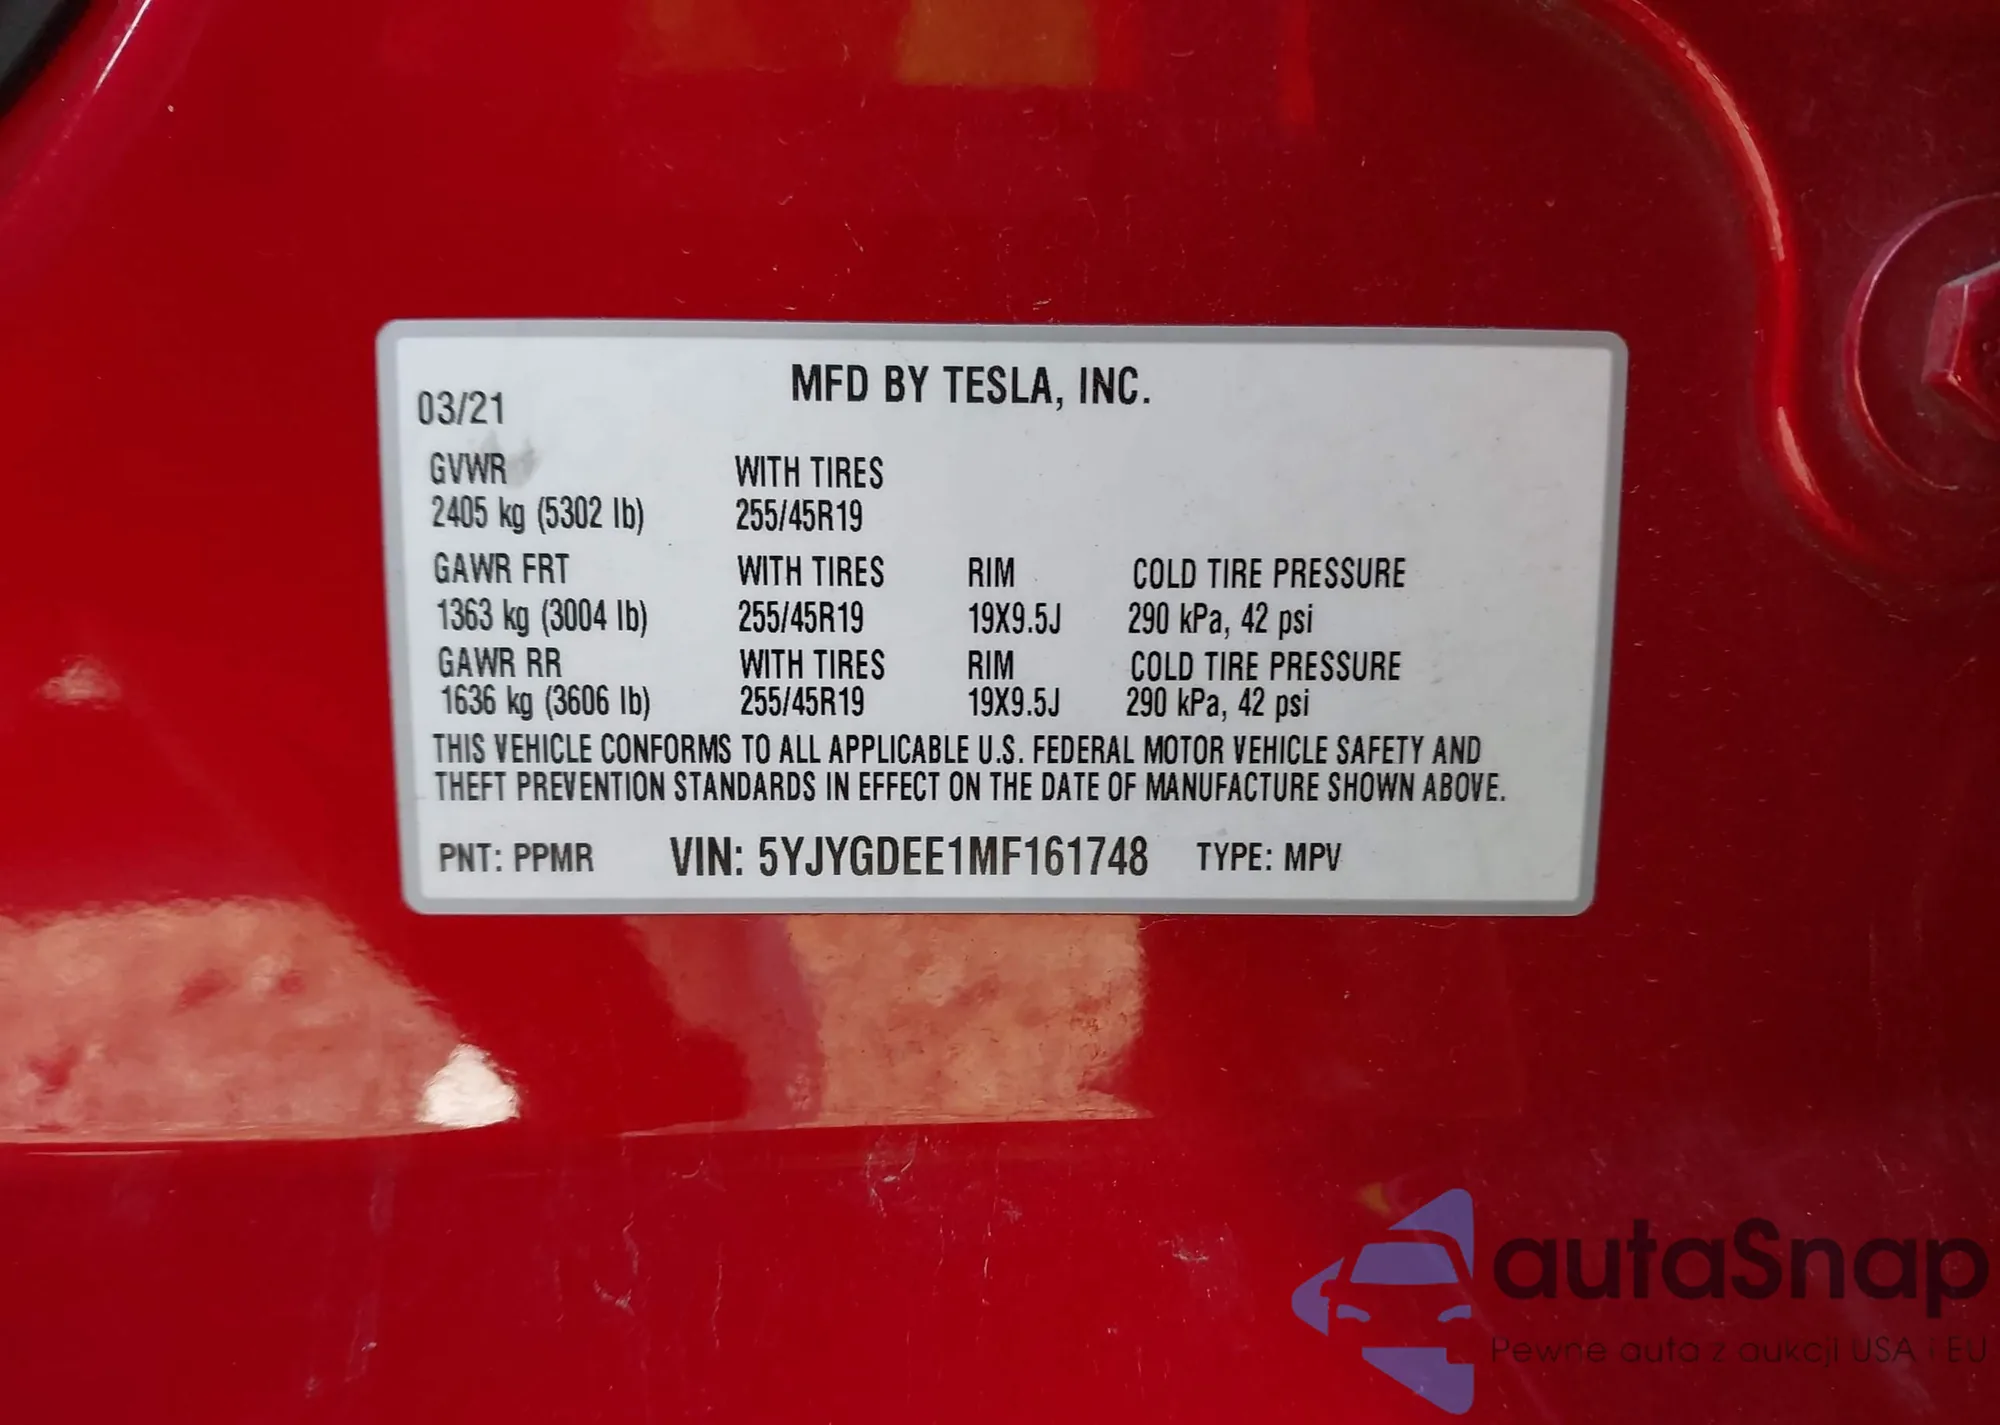 MFD BY TESLA, INC.
03/21
GVWR WITH TIRES
2405 kg (5302 lb) 255/45R19
GAWR FRT WITH TIRES RIM COLD TIRE PRESSURE
1363 kg (3004 lb) 255/45R19 19X9.5J 290 kPa, 42 psi
GAWR RR WITH TIRES RIM COLD TIRE PRESSURE
1636 kg (3606 lb) 255/45R19 19X9.5J 290 kPa, 42 psi
THIS VEHICLE CONFORMS TO ALL APPLICABLE U.S. FEDERAL MOTOR VEHICLE SAFETY AND
THEFT PREVENTION STANDARDS IN EFFECT ON THE DATE OF MANUFACTURE SHOWN ABOVE.
PNT: PPMR VIN: 5YJYGDEE1MF161748 TYPE: MPV
autaSnap
Pewne auta z aukcji USA i EU